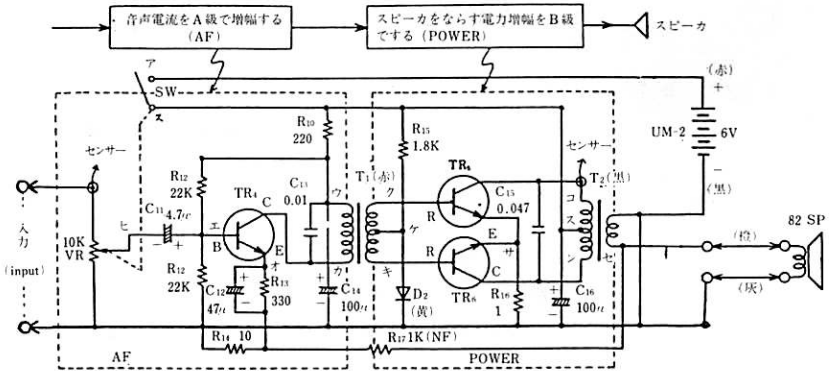 音声電流をA級で増幅する
(AF)
スピーカをならす電力増幅をB級
でする (POWER)
スピーカ
ア
SW
ス
(赤)
+
UM-2
6V
−
(黒)
R10
220
R15
1.8K
センサー
センサー
R12
22K
TR4
C
C13
0.01
ウ
T1(赤)
ク
TR5
C15
0.047
コ
ス
T2(黒)
82 SP
入力
(input)
10K
VR
ヒ
C11
4.7μ
+
エ
B
E
オ
カ
ケ
キ
R
R
E
サ
C
TR6
ン
セ
(橙)
(灰)
R12
22K
C12
47μ
+
−
R13
330
+
−
C14
100μ
D2
(黄)
R16
1
+
−
C16
100μ
R14 10
R17 1K(NF)
AF
POWER